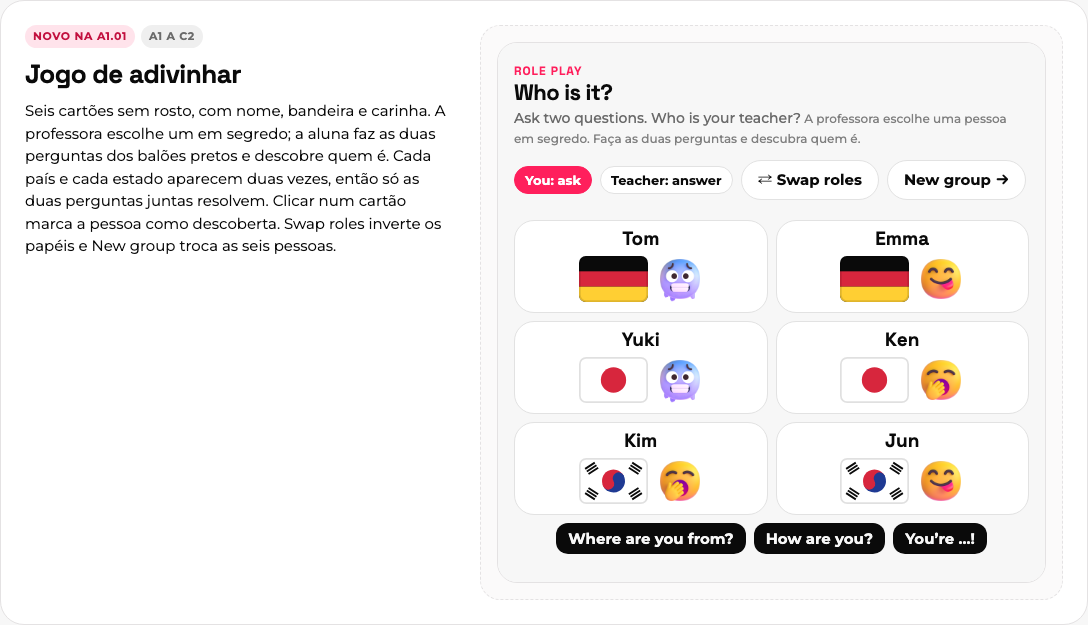 NOVO NA A1.01
A1 A C2
Jogo de adivinhar
Seis cartões sem rosto, com nome, bandeira e carinha. A
professora escolhe um em segredo; a aluna faz as duas
perguntas dos balões pretos e descobre quem é. Cada
país e cada estado aparecem duas vezes, então só as
duas perguntas juntas resolvem. Clicar num cartão
marca a pessoa como descoberta. Swap roles inverte os
papéis e New group troca as seis pessoas.
ROLE PLAY
Who is it?
Ask two questions. Who is your teacher? A professora escolhe uma pessoa
em segredo. Faça as duas perguntas e descubra quem é.
You: ask
Teacher: answer
⇄ Swap roles
New group →
Tom
Emma
Yuki
Ken
Kim
Jun
Where are you from?
How are you?
You’re ...!